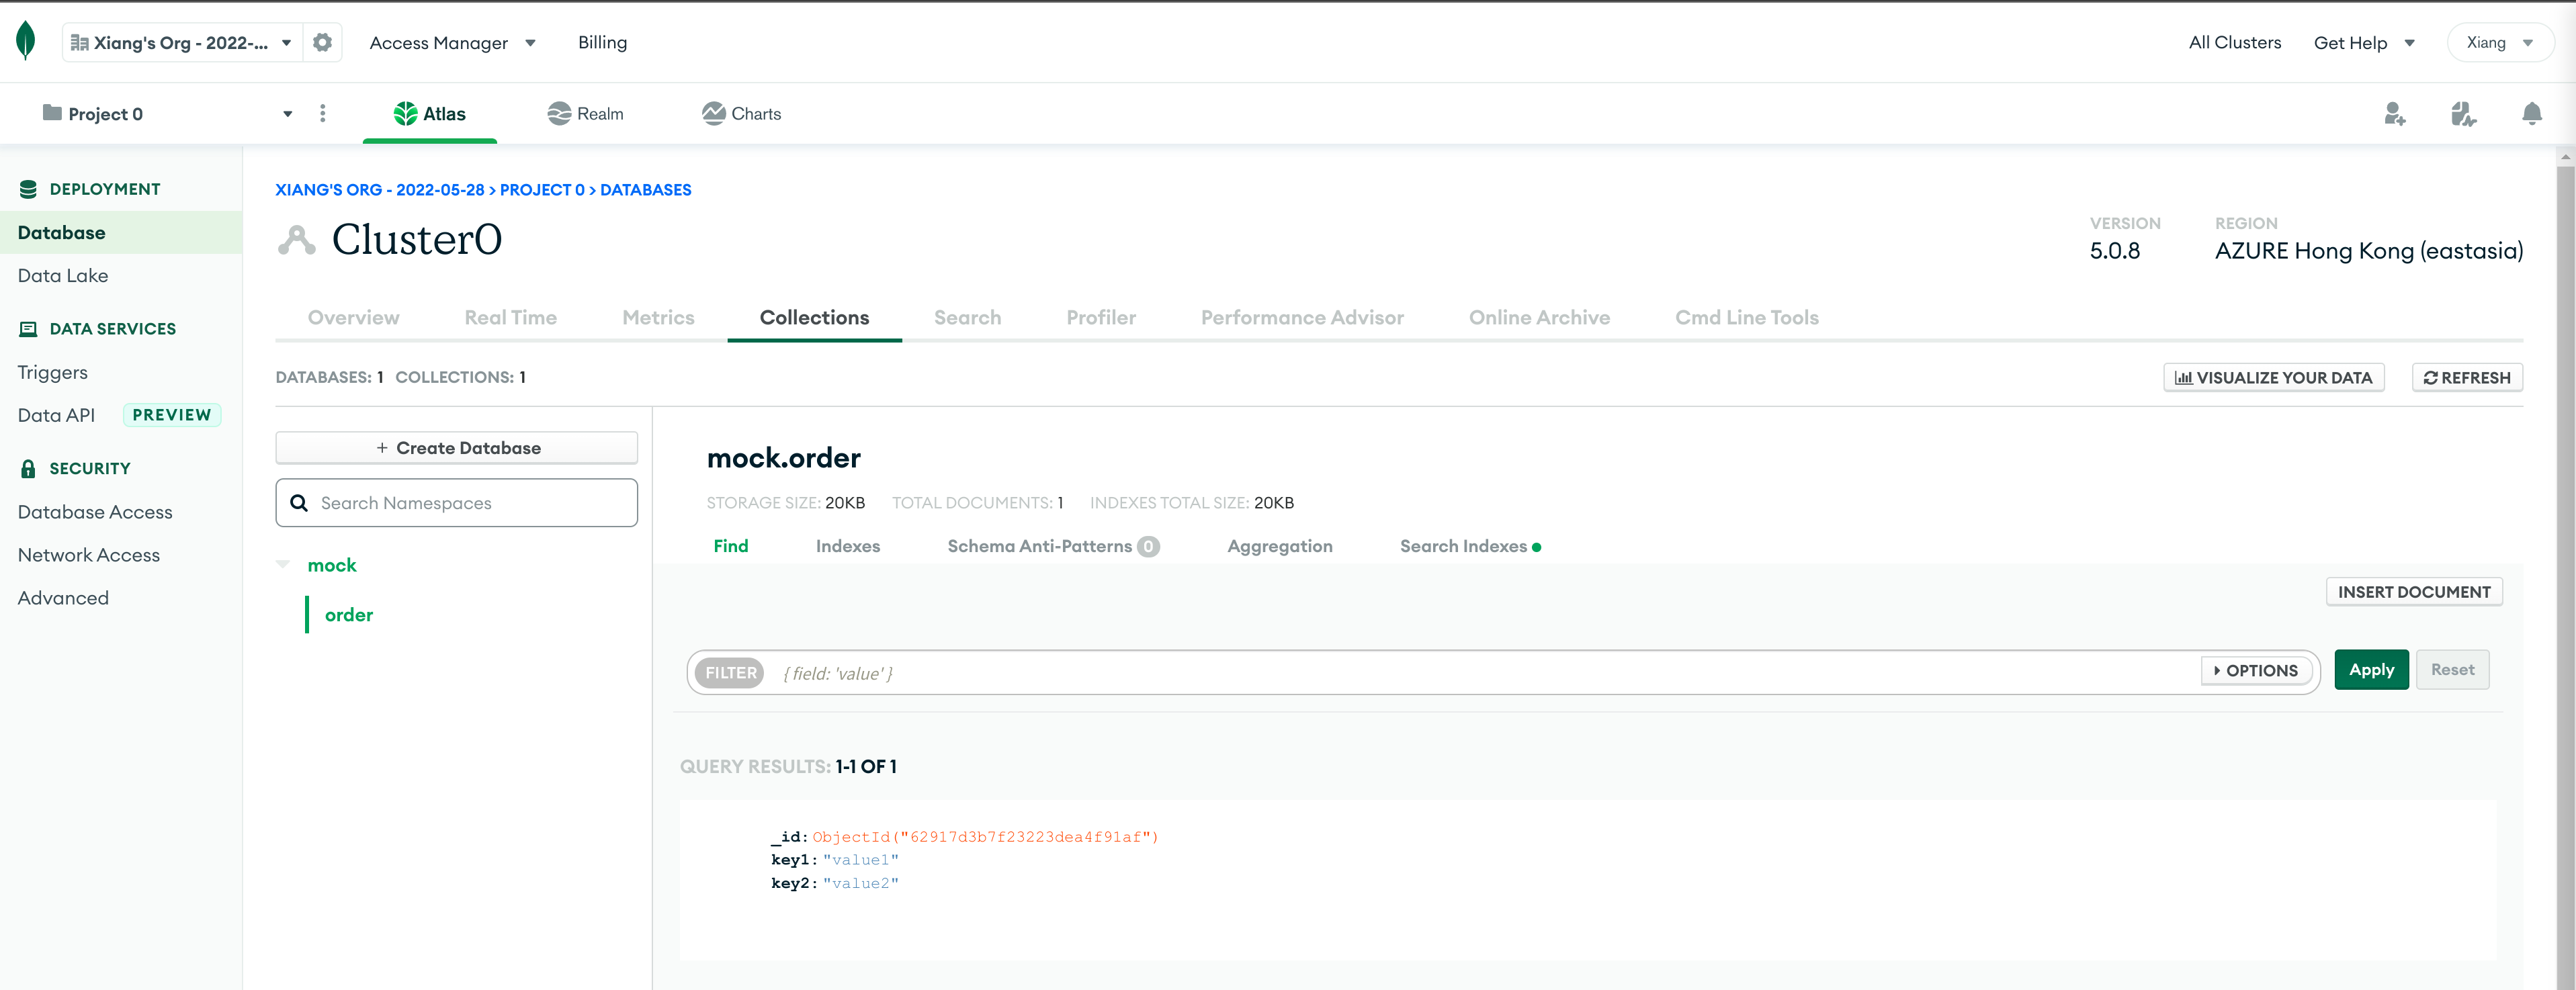 Xiang's Org - 2022-... Access Manager Billing All Clusters Get Help Xiang
Project 0 Atlas Realm Charts
DEPLOYMENT
Database
Data Lake
DATA SERVICES
Triggers
Data API PREVIEW
SECURITY
Database Access
Network Access
Advanced
XIANG'S ORG - 2022-05-28 > PROJECT 0 > DATABASES
Cluster0
VERSION
5.0.8
REGION
AZURE Hong Kong (eastasia)
Overview Real Time Metrics Collections Search Profiler Performance Advisor Online Archive Cmd Line Tools
DATABASES: 1 COLLECTIONS: 1 VISUALIZE YOUR DATA REFRESH
+ Create Database
Search Namespaces
mock
order
mock.order
STORAGE SIZE: 20KB TOTAL DOCUMENTS: 1 INDEXES TOTAL SIZE: 20KB
Find Indexes Schema Anti-Patterns 0 Aggregation Search Indexes
INSERT DOCUMENT
FILTER { field: 'value' } OPTIONS Apply Reset
QUERY RESULTS: 1-1 OF 1
_id: ObjectId("62917d3b7f23223dea4f91af")
key1: "value1"
key2: "value2"